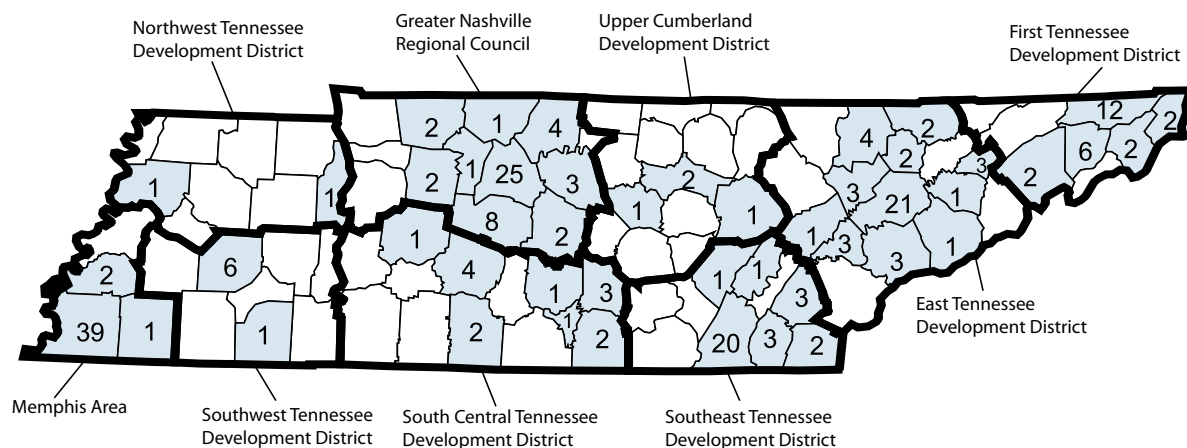 Northwest Tennessee
Development District
Greater Nashville
Regional Council
Upper Cumberland
Development District
First Tennessee
Development District
2
1
4
4
2
12
2
1
1
2
1
25
3
2
2
3
6
2
2
1
1
3
21
1
8
2
1
3
1
3
1
2
6
1
4
1
3
1
1
3
39
1
1
2
1
2
20
3
2
East Tennessee
Development District
Memphis Area
Southwest Tennessee
Development District
South Central Tennessee
Development District
Southeast Tennessee
Development District